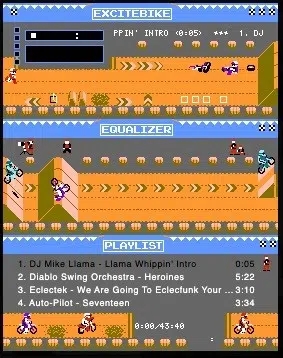 EXCITEBIKE
PPIN' INTRO (0:05) *** 1. DJ
EQUALIZER
PLAYLIST
1. DJ Mike Llama - Llama Whippin' Intro 0:05
2. Diablo Swing Orchestra - Heroines 5:22
3. Eclectek - We Are Going To Eclecfunk Your ... 3:10
4. Auto-Pilot - Seventeen 3:34
0:00/43:40
: